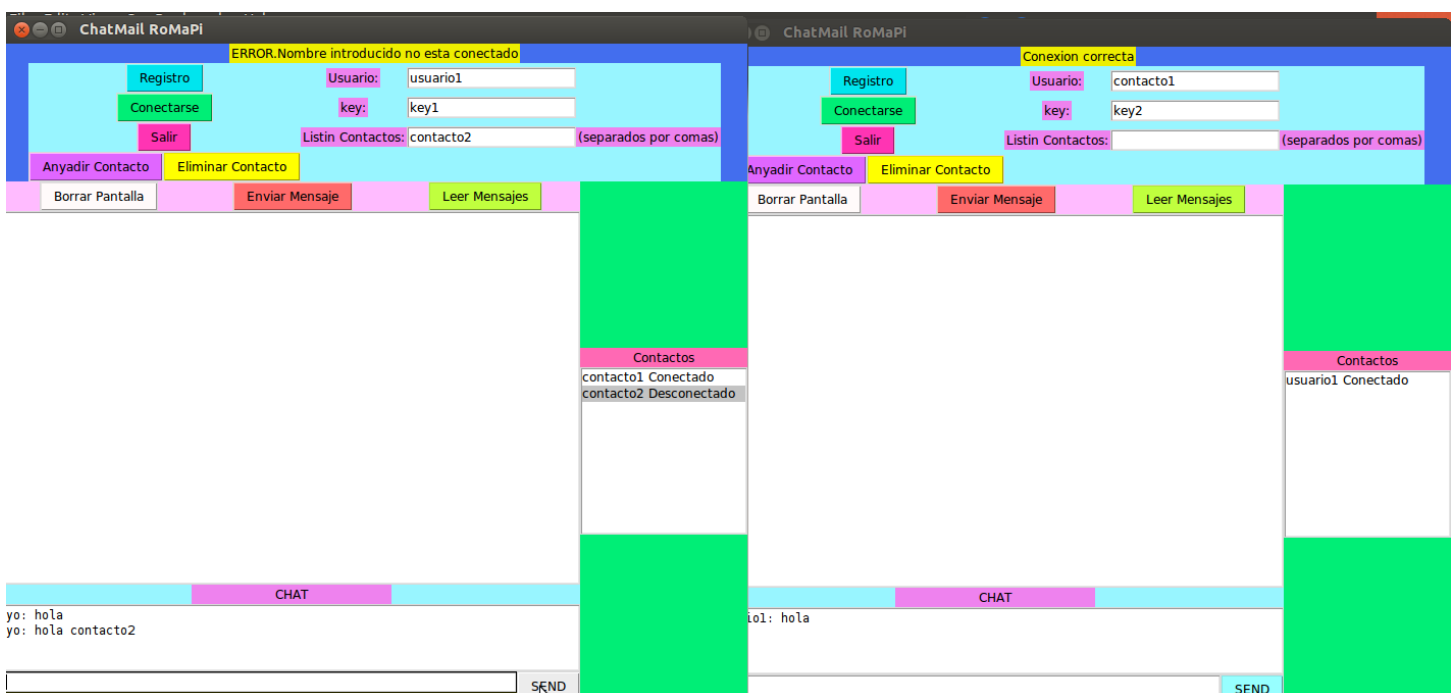 ChatMail RoMaPi
ERROR.Nombre introducido no esta conectado
Registro
Usuario: usuario1
Conectarse
key: key1
Salir
Listin Contactos: contacto2 (separados por comas)
Anyadir Contacto Eliminar Contacto
Borrar Pantalla Enviar Mensaje Leer Mensajes
Contactos
contacto1 Conectado
contacto2 Desconectado
CHAT
yo: hola
yo: hola contacto2
SEND
ChatMail RoMaPi
Conexion correcta
Registro
Usuario: contacto1
Conectarse
key: key2
Salir
Listin Contactos: (separados por comas)
Anyadir Contacto Eliminar Contacto
Borrar Pantalla Enviar Mensaje Leer Mensajes
Contactos
usuario1 Conectado
CHAT
io1: hola
SEND